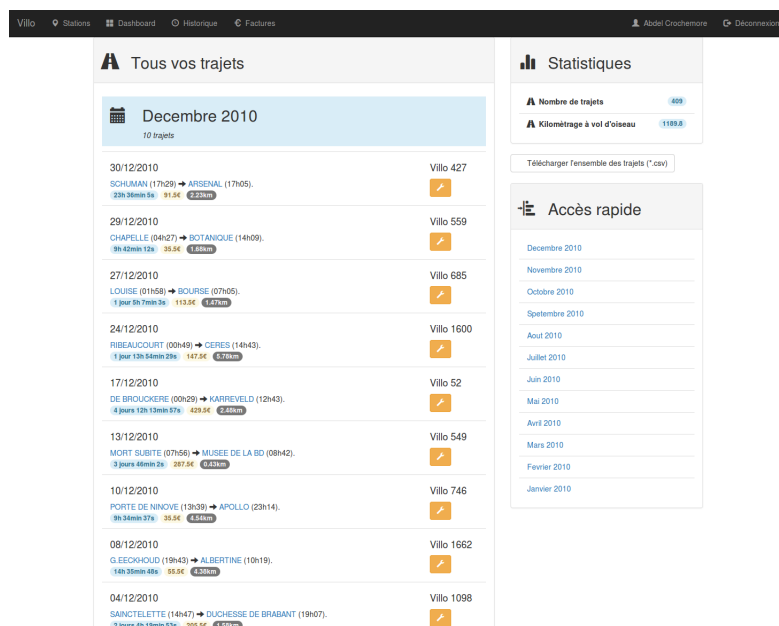 Villo Stations Dashboard Historique Factures Abdel Crochemore Déconnexion
Tous vos trajets
Decembre 2010
10 trajets
30/12/2010 Villo 427
SCHUMAN (17h29) ➔ ARSENAL (17h05).
23h 36min 5s 91.5€ 2.23km
29/12/2010 Villo 559
CHAPELLE (04h27) ➔ BOTANIQUE (14h09).
9h 42min 12s 35.5€ 1.88km
27/12/2010 Villo 685
LOUISE (01h58) ➔ BOURSE (07h05).
1 jour 5h 7min 3s 113.5€ 1.47km
24/12/2010 Villo 1600
RIBEAUCOURT (00h49) ➔ CERES (14h43).
1 jour 13h 54min 29s 147.5€ 5.78km
17/12/2010 Villo 52
DE BROUCKERE (00h29) ➔ KARREVELD (12h43).
4 jours 12h 13min 57s 429.5€ 2.48km
13/12/2010 Villo 549
MORT SUBITE (07h56) ➔ MUSEE DE LA BD (08h42).
3 jours 46min 2s 287.5€ 0.43km
10/12/2010 Villo 746
PORTE DE NINOVE (13h39) ➔ APOLLO (23h14).
9h 34min 37s 35.5€ 4.54km
08/12/2010 Villo 1662
G.EECKHOUD (19h43) ➔ ALBERTINE (10h19).
14h 35min 48s 55.5€ 4.38km
04/12/2010 Villo 1098
SAINCTELETTE (14h47) ➔ DUCHESSE DE BRABANT (19h07).
Statistiques
Nombre de trajets 409
Kilomètrage à vol d'oiseau 1189.8
Télécharger l'ensemble des trajets (*.csv)
Accès rapide
Decembre 2010
Novembre 2010
Octobre 2010
Spetembre 2010
Aout 2010
Juillet 2010
Juin 2010
Mai 2010
Avril 2010
Mars 2010
Fevrier 2010
Janvier 2010